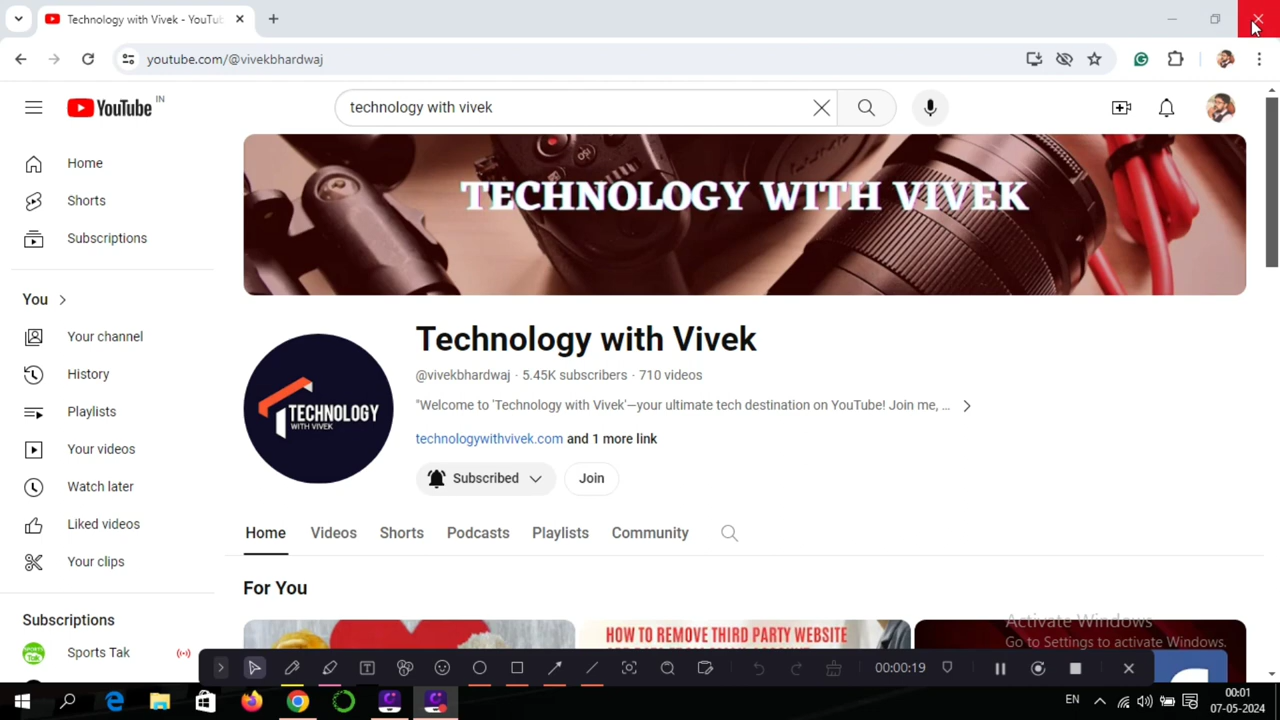 Technology with Vivek - YouTu
youtube.com/@vivekbhardwaj
YouTube IN
technology with vivek
Home
Shorts
Subscriptions
You
Your channel
History
Playlists
Your videos
Watch later
Liked videos
Your clips
Subscriptions
Sports Tak
TECHNOLOGY WITH VIVEK
TECHNOLOGY
WITH VIVEK
Technology with Vivek
@vivekbhardwaj · 5.45K subscribers · 710 videos
"Welcome to 'Technology with Vivek'—your ultimate tech destination on YouTube! Join me, ...
technologywithvivek.com and 1 more link
Subscribed
Join
Home Videos Shorts Podcasts Playlists Community
For You
HOW TO REMOVE THIRD PARTY WEBSITE
Activate Windows
Go to Settings to activate Windows.
00:00:19
EN
00:01
07-05-2024